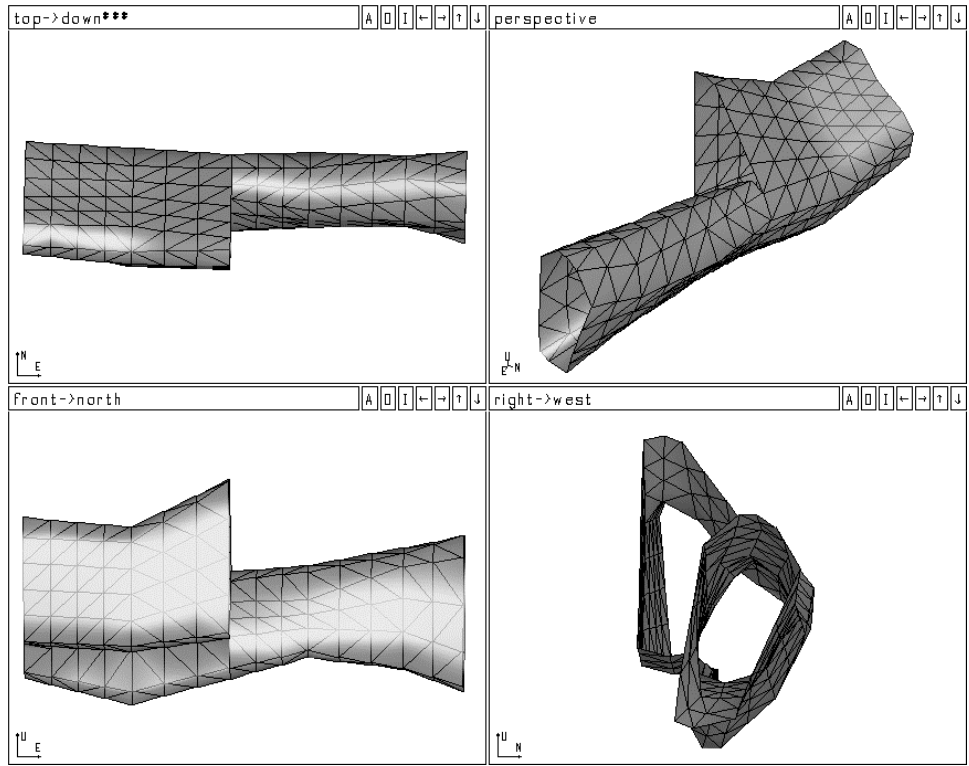 top->down*** A O I ← → ↑ ↓
perspective A O I ← → ↑ ↓
N
E
U
E N
front->north A O I ← → ↑ ↓
right->west A O I ← → ↑ ↓
U
E
U
N